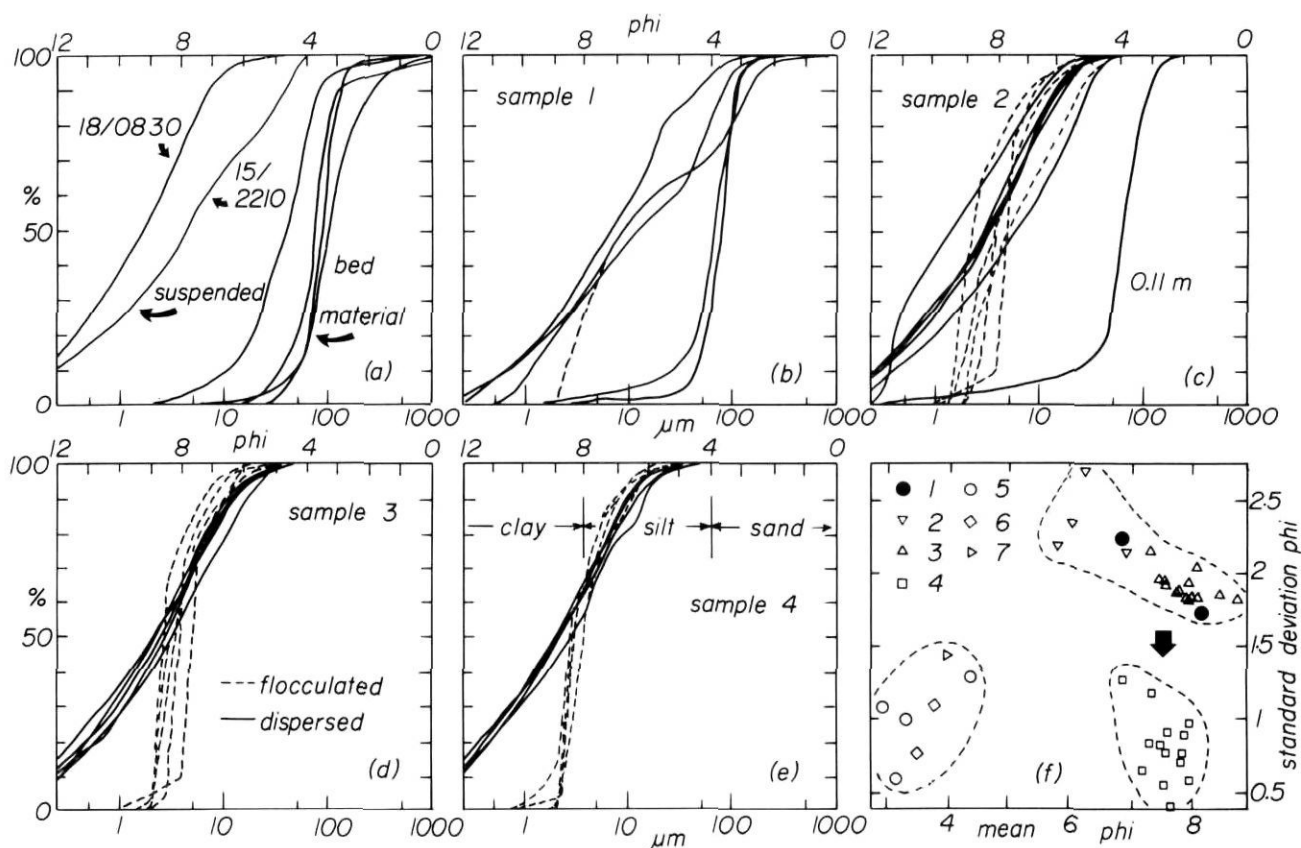 phi
12 8 4 0
12 8 4 0
12 8 4 0
100
18/0830
15/
2210
%
50
suspended
bed
material
(a)
0
1 10 100 1000
sample 1
(b)
1 10 100 1000
μm
sample 2
0.11 m
(c)
1 10 100 1000
phi
12 8 4 0
12 8 4 0
100
sample 3
%
50
flocculated
dispersed
(d)
0
1 10 100 1000
clay silt sand
sample 4
(e)
1 10 100 1000
μm
1 5
2 6
3 7
4
2·5
2
1·5
1
0·5
standard deviation phi
(f)
4 6 8
mean phi